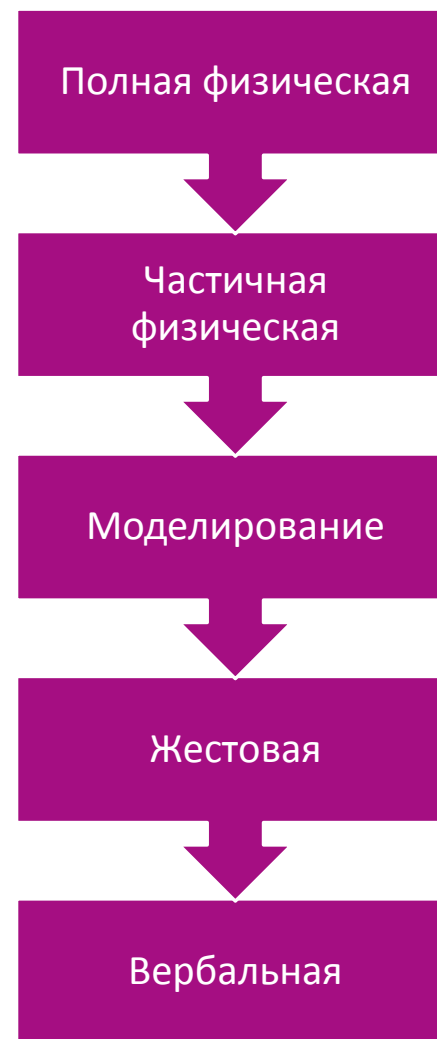 Полная физическая
Частичная
физическая
Моделирование
Жестовая
Вербальная